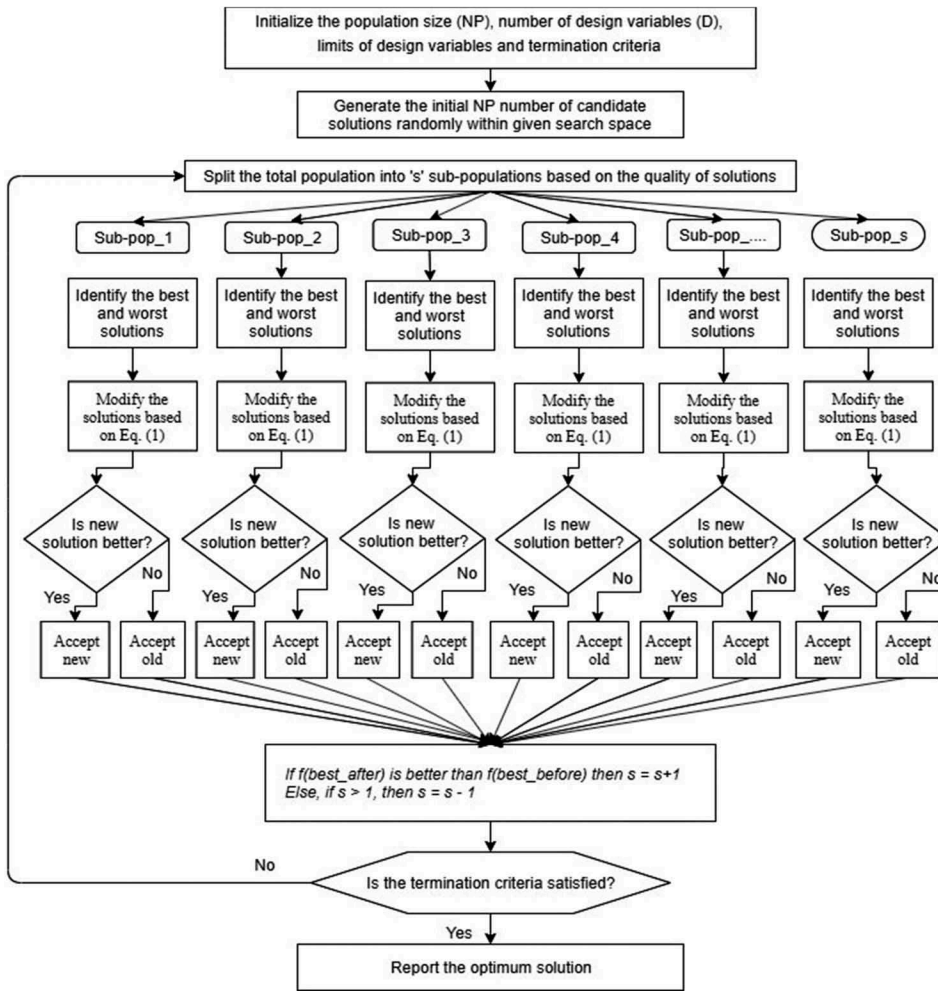 Initialize the population size (NP), number of design variables (D),
limits of design variables and termination criteria
Generate the initial NP number of candidate
solutions randomly within given search space
Split the total population into 's' sub-populations based on the quality of solutions
Sub-pop_1
Sub-pop_2
Sub-pop_3
Sub-pop_4
Sub-pop_....
Sub-pop_s
Identify the best
and worst
solutions
Identify the best
and worst
solutions
Identify the best
and worst
solutions
Identify the best
and worst
solutions
Identify the best
and worst
solutions
Identify the best
and worst
solutions
Modify the
solutions based
on Eq. (1)
Modify the
solutions based
on Eq. (1)
Modify the
solutions based
on Eq. (1)
Modify the
solutions based
on Eq. (1)
Modify the
solutions based
on Eq. (1)
Modify the
solutions based
on Eq. (1)
Is new
solution better?
Is new
solution better?
Is new
solution better?
Is new
solution better?
Is new
solution better?
Is new
solution better?
Yes
No
Yes
No
Yes
No
Yes
No
Yes
No
Yes
No
Accept
new
Accept
old
Accept
new
Accept
old
Accept
new
Accept
old
Accept
new
Accept
old
Accept
new
Accept
old
Accept
new
Accept
old
If f(best_after) is better than f(best_before) then s = s+1
Else, if s > 1, then s = s - 1
No
Is the termination criteria satisfied?
Yes
Report the optimum solution